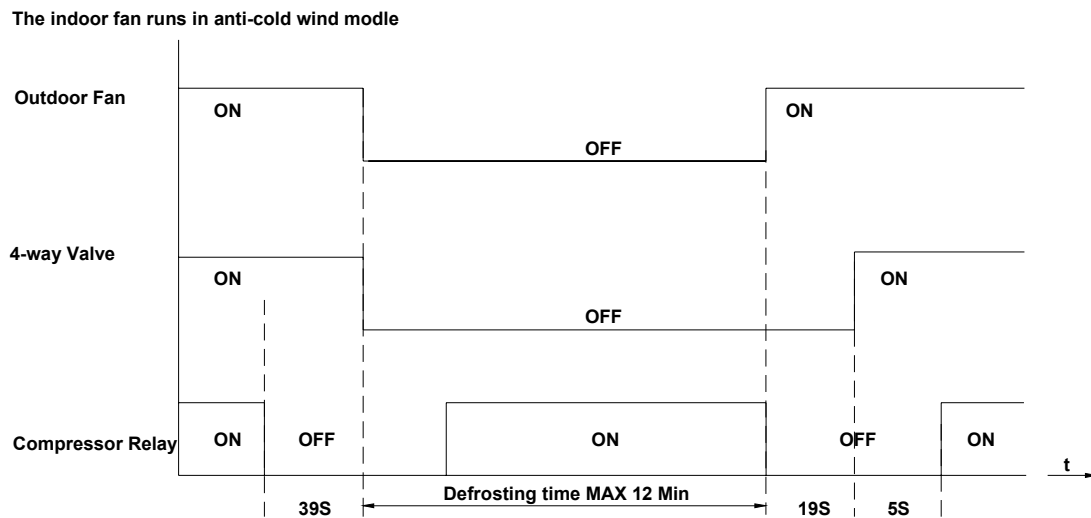 The indoor fan runs in anti-cold wind modle
Outdoor Fan
ON
ON
OFF
4-way Valve
ON
ON
OFF
Compressor Relay
ON
OFF
ON
OFF
ON
t
39S
Defrosting time MAX 12 Min
19S
5S